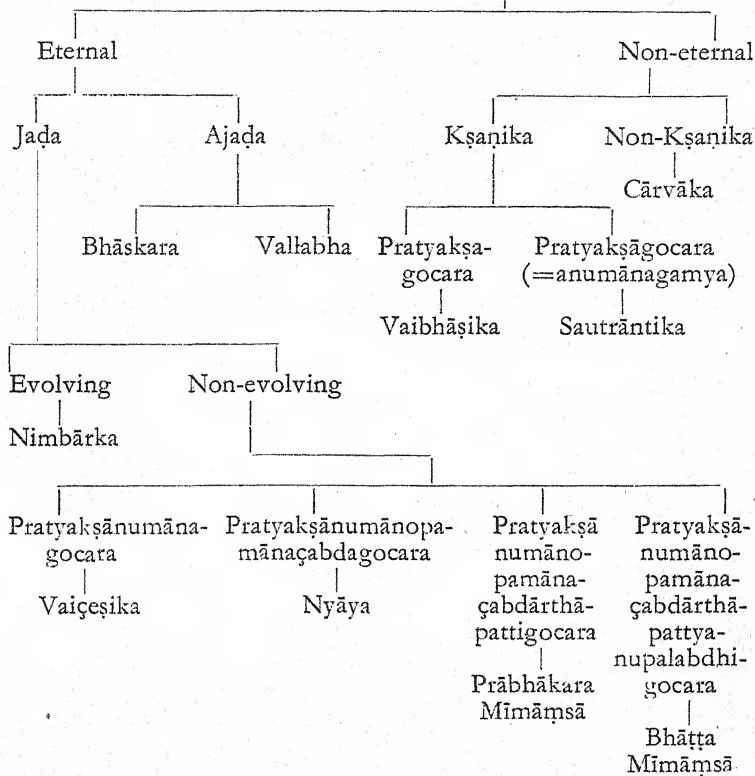 Eternal Non-eternal
Jaḍa Ajaḍa Kṣaṇika Non-Kṣaṇika
Cārvāka
Bhāskara Vallabha Pratyakṣa- Pratyakṣāgocara
gocara (=anumānagamya)
Vaibhāṣika Sautrāntika
Evolving Non-evolving
Nimbārka
Pratyakṣānumāna- Pratyakṣānumānopa- Pratyakṣā Pratyakṣā-
gocara mānaçabdagocara numāno- numāno-
pamāna- pamāna-
Vaiçeṣika Nyāya çabdārthā- çabdārthā-
pattigocara pattya-
nupalabdhi-
Prābhākara gocara
Mīmāṃsā
Bhāṭṭa
Mīmāṃsā